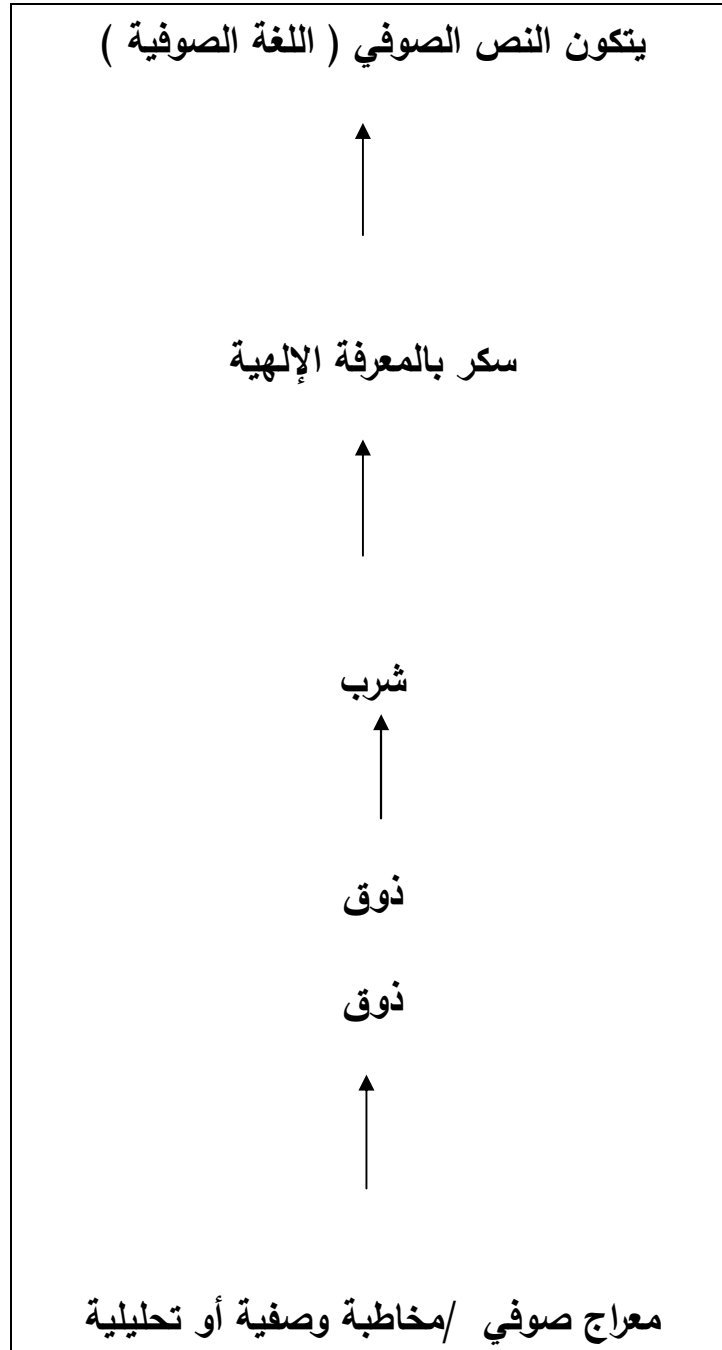 يتكون النص الصوفي ( اللغة الصوفية )
سكر بالمعرفة الإلهية
شرب
ذوق
ذوق
معراج صوفي /مخاطبة وصفية أو تحليلية